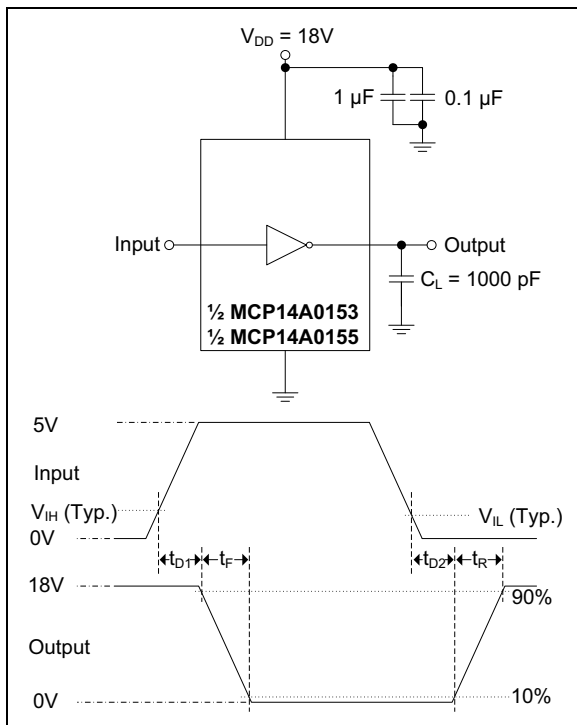 V_DD = 18V
1 µF 0.1 µF
Input Output
C_L = 1000 pF
½ MCP14A0153
½ MCP14A0155
5V
Input
V_IH (Typ.) V_IL (Typ.)
0V
t_D1 t_F t_D2 t_R
18V 90%
Output
0V 10%